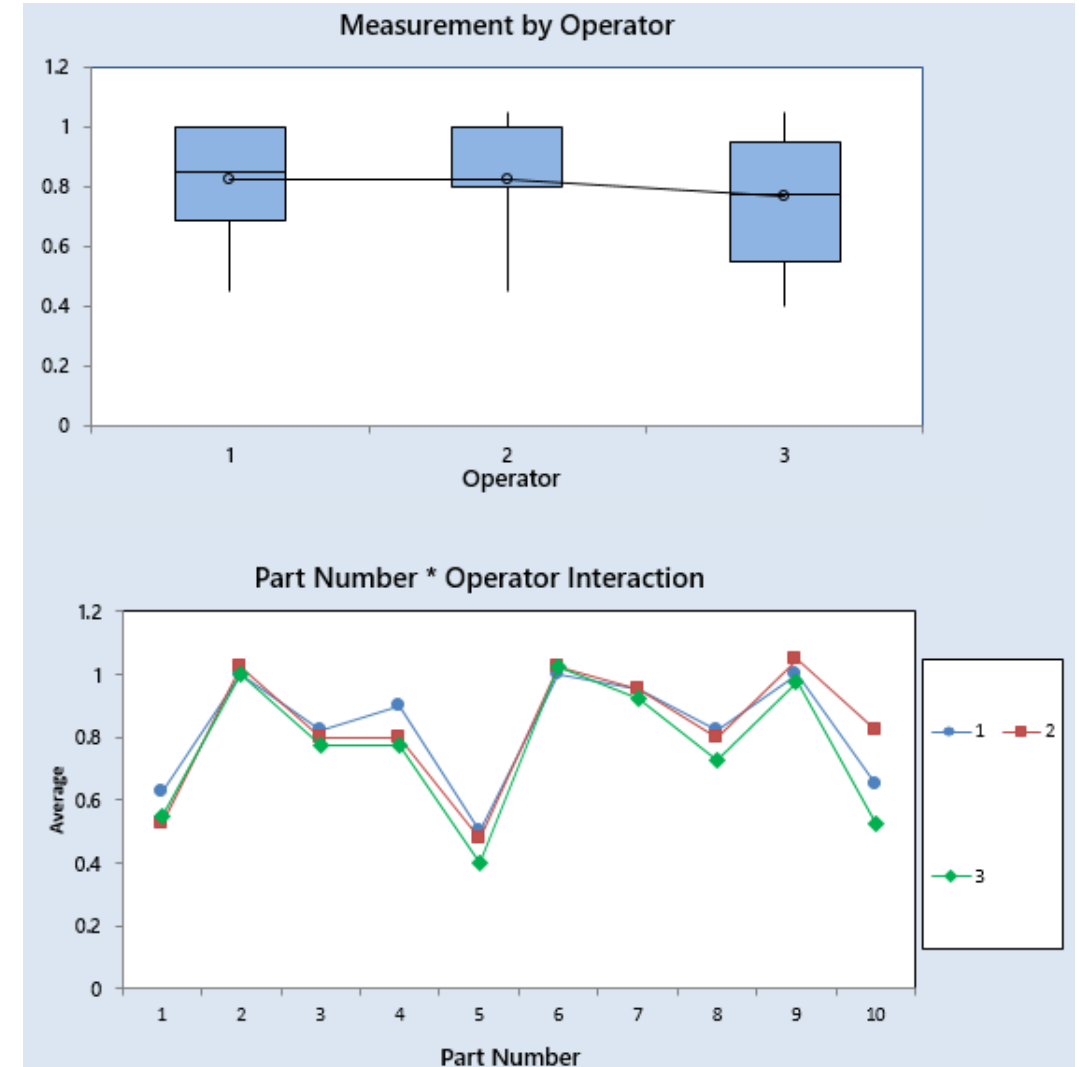 Measurement by Operator
1.2
1
0.8
0.6
0.4
0.2
0
1 2 3
Operator
Part Number * Operator Interaction
1.2
1
0.8
0.6
0.4
0.2
0
Average
1 2 3 4 5 6 7 8 9 10
Part Number
1 2
3